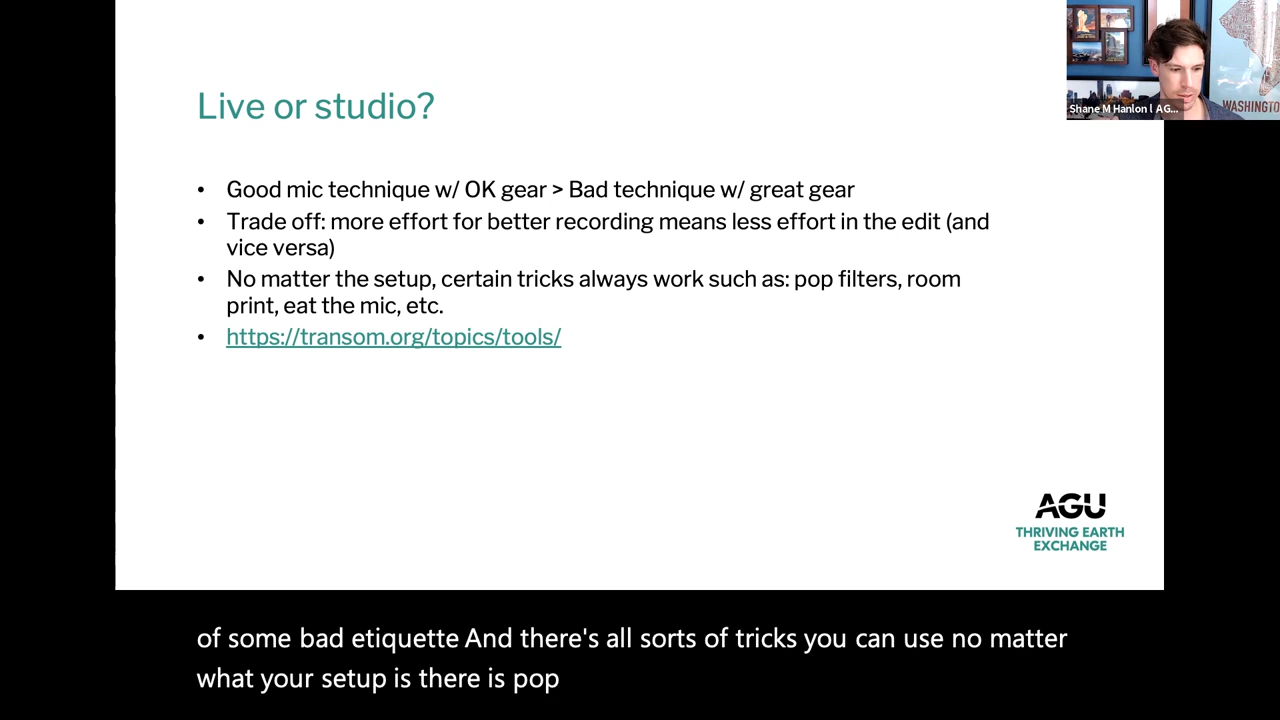 Live or studio?
• Good mic technique w/ OK gear > Bad technique w/ great gear
• Trade off: more effort for better recording means less effort in the edit (and
vice versa)
• No matter the setup, certain tricks always work such as: pop filters, room
print, eat the mic, etc.
• https://transom.org/topics/tools/
Shane M Hanlon l AG...
WASHINGTO
AGU
THRIVING EARTH
EXCHANGE
of some bad etiquette And there's all sorts of tricks you can use no matter
what your setup is there is pop